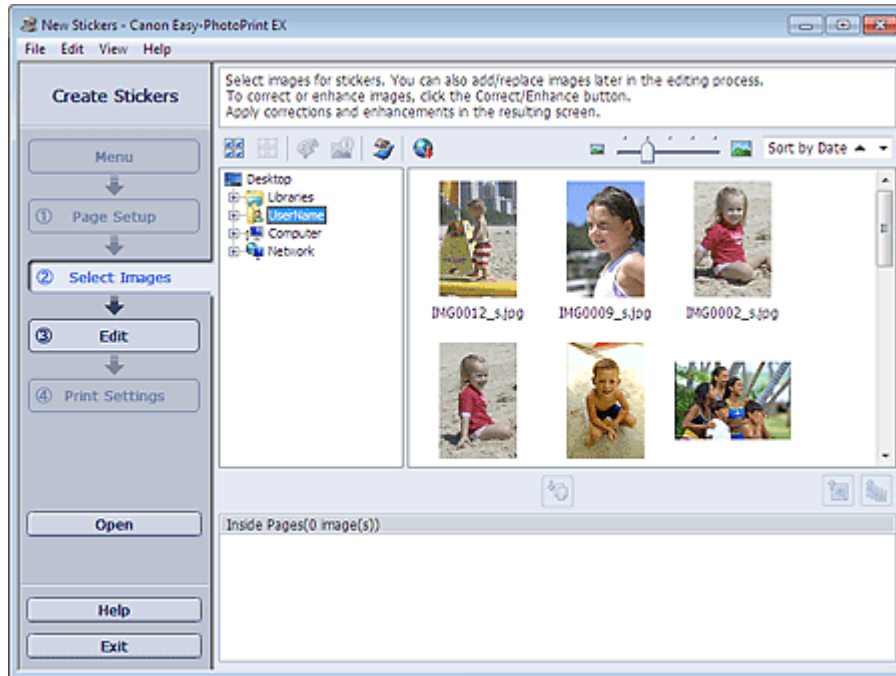 New Stickers - Canon Easy-PhotoPrint EX
File Edit View Help
Create Stickers
Menu
① Page Setup
② Select Images
③ Edit
④ Print Settings
Open
Help
Exit
Select images for stickers. You can also add/replace images later in the editing process.
To correct or enhance images, click the Correct/Enhance button.
Apply corrections and enhancements in the resulting screen.
Sort by Date
Desktop
Libraries
UserName
Computer
Network
IMG0012_s.jpg IMG0009_s.jpg IMG0002_s.jpg
Inside Pages(0 image(s))